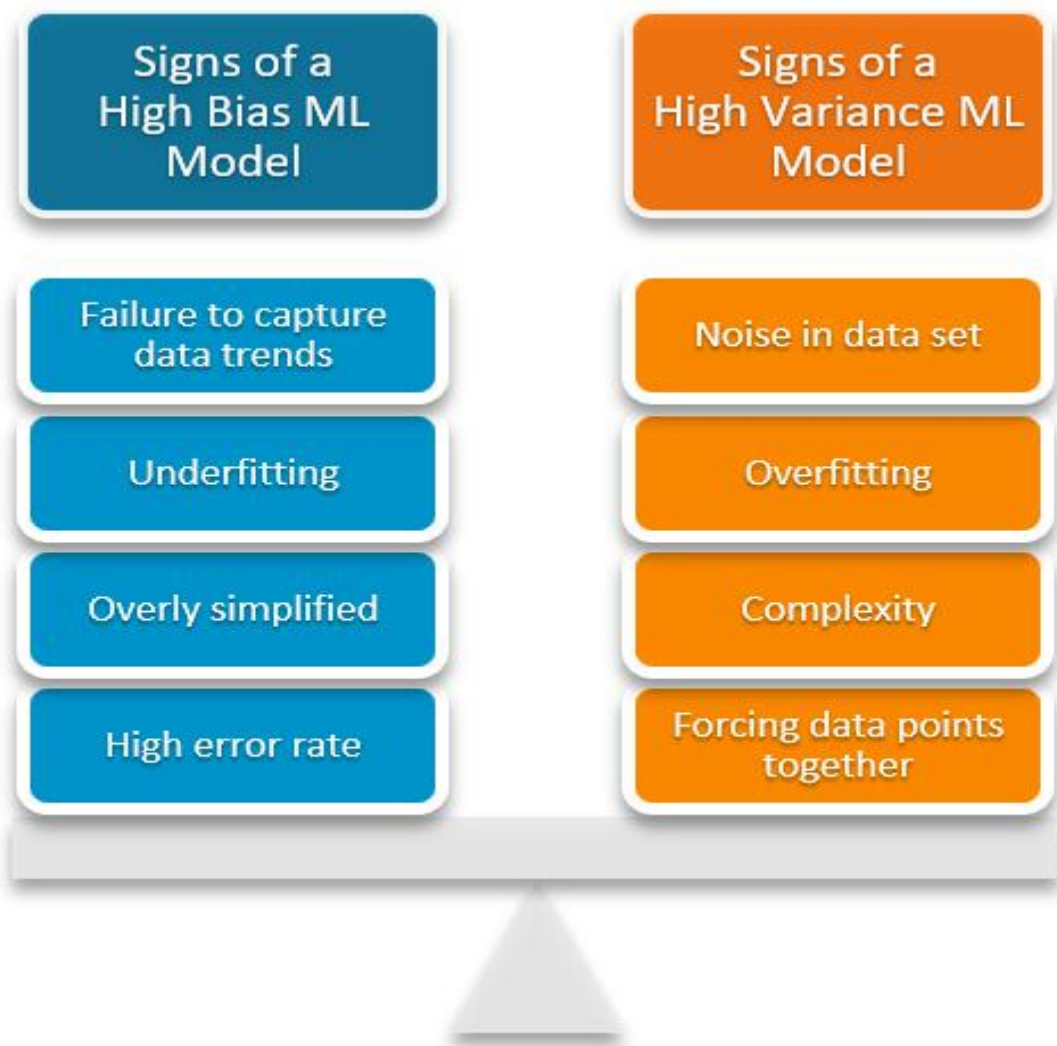 Signs of a
High Bias ML
Model
Failure to capture
data trends
Underfitting
Overly simplified
High error rate
Signs of a
High Variance ML
Model
Noise in data set
Overfitting
Complexity
Forcing data points
together